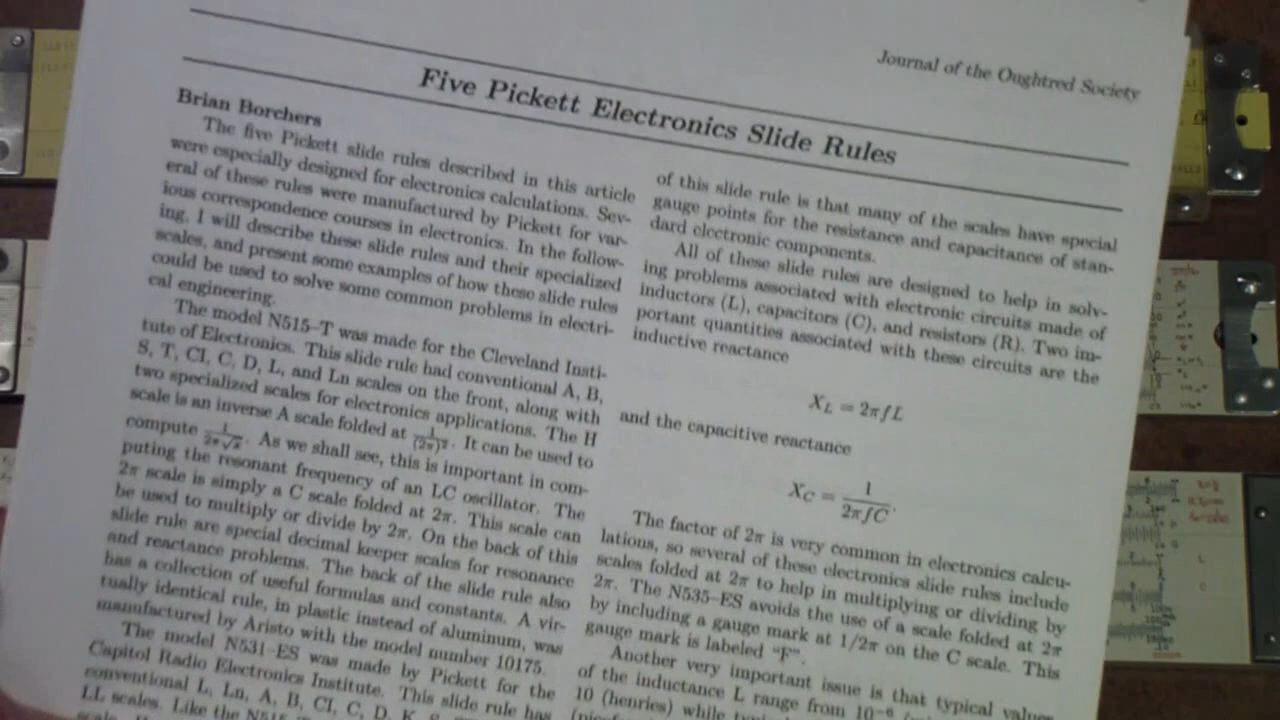 Journal of the Oughtred Society
Five Pickett Electronics Slide Rules
Brian Borchers
The five Pickett slide rules described in this article
were especially designed for electronics calculations. Sev-
eral of these rules were manufactured by Pickett for var-
ious correspondence courses in electronics. In the follow-
ing, I will describe these slide rules and their specialized
scales, and present some examples of how these slide rules
could be used to solve some common problems in electri-
cal engineering.
The model N515–T was made for the Cleveland Insti-
tute of Electronics. This slide rule had conventional A, B,
S, T, CI, C, D, L, and Ln scales on the front, along with
two specialized scales for electronics applications. The H
scale is an inverse A scale folded at 1/(2π)². It can be used to
compute 1/2π√x. As we shall see, this is important in com-
puting the resonant frequency of an LC oscillator. The
2π scale is simply a C scale folded at 2π. This scale can
be used to multiply or divide by 2π. On the back of this
slide rule are special decimal keeper scales for resonance
and reactance problems. The back of the slide rule also
has a collection of useful formulas and constants. A vir-
tually identical rule, in plastic instead of aluminum, was
manufactured by Aristo with the model number 10175.
The model N531–ES was made by Pickett for the
Capitol Radio Electronics Institute. This slide rule has
conventional L, Ln, A, B, CI, C, D, K,
LL scales. Like the
of this slide rule is that many of the scales have special
gauge points for the resistance and capacitance of stan-
dard electronic components.
All of these slide rules are designed to help in solv-
ing problems associated with electronic circuits made of
inductors (L), capacitors (C), and resistors (R). Two im-
portant quantities associated with these circuits are the
inductive reactance
X_L = 2πfL
and the capacitive reactance
X_C = 1/2πfC.
The factor of 2π is very common in electronics calcu-
lations, so several of these electronics slide rules include
scales folded at 2π to help in multiplying or dividing by
2π. The N535–ES avoids the use of a scale folded at 2π
by including a gauge mark at 1/2π on the C scale. This
gauge mark is labeled “F”.
Another very important issue is that typical values
of the inductance L range from 10⁻⁶
10 (henries) while